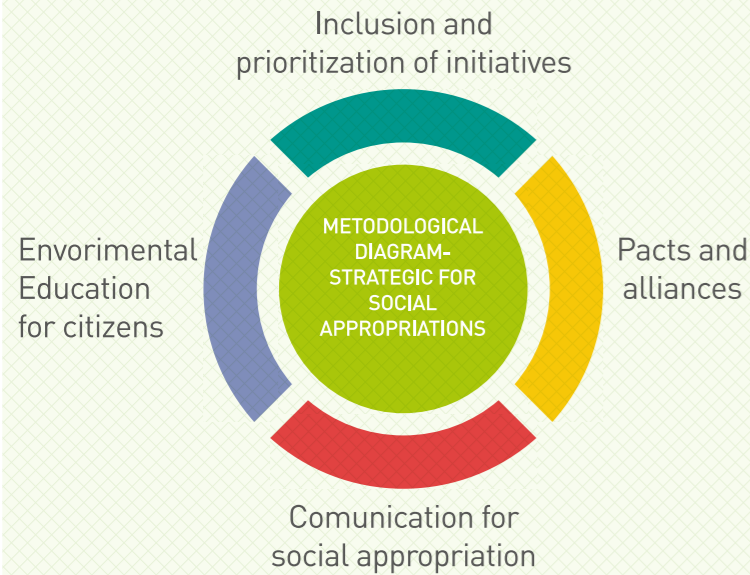 Inclusion and
prioritization of initiatives
METODOLOGICAL
DIAGRAM-
STRATEGIC FOR
SOCIAL
APPROPRIATIONS
Envorimental
Education
for citizens
Pacts and
alliances
Comunication for
social appropriation